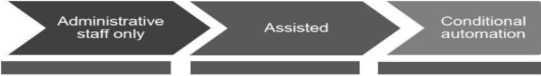 Administrative
staff only
Assisted
Conditional
automation